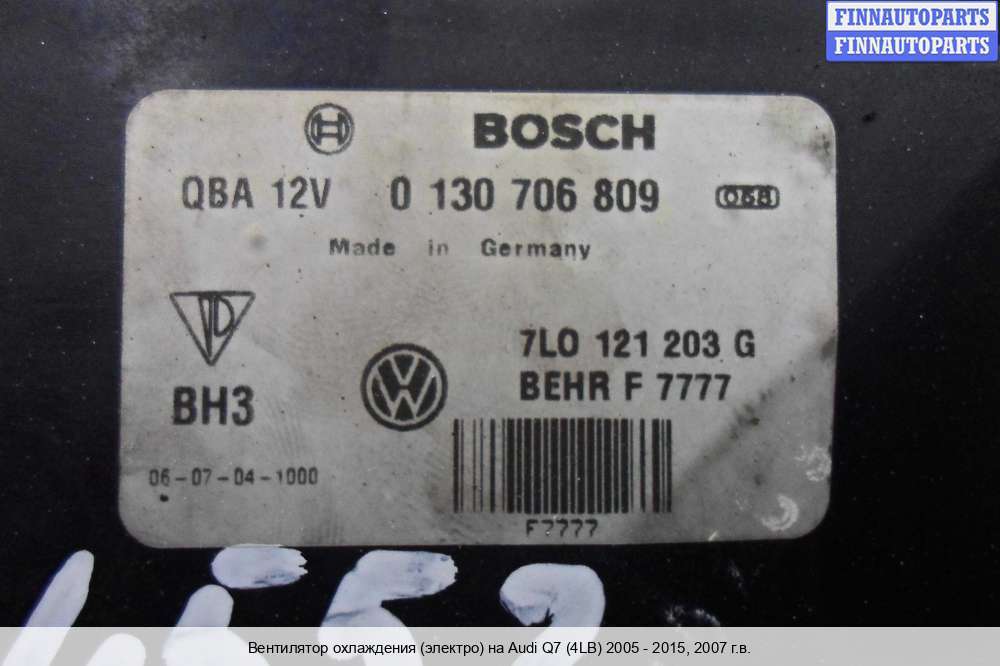 FINNAUTOPARTS
FINNAUTOPARTS
BOSCH
QBA 12V 0 130 706 809 068
Made in Germany
7L0 121 203 G
BEHR F 7777
BH3
06-07-04-1000
F7777
Вентилятор охлаждения (электро) на Audi Q7 (4LB) 2005 - 2015, 2007 г.в.